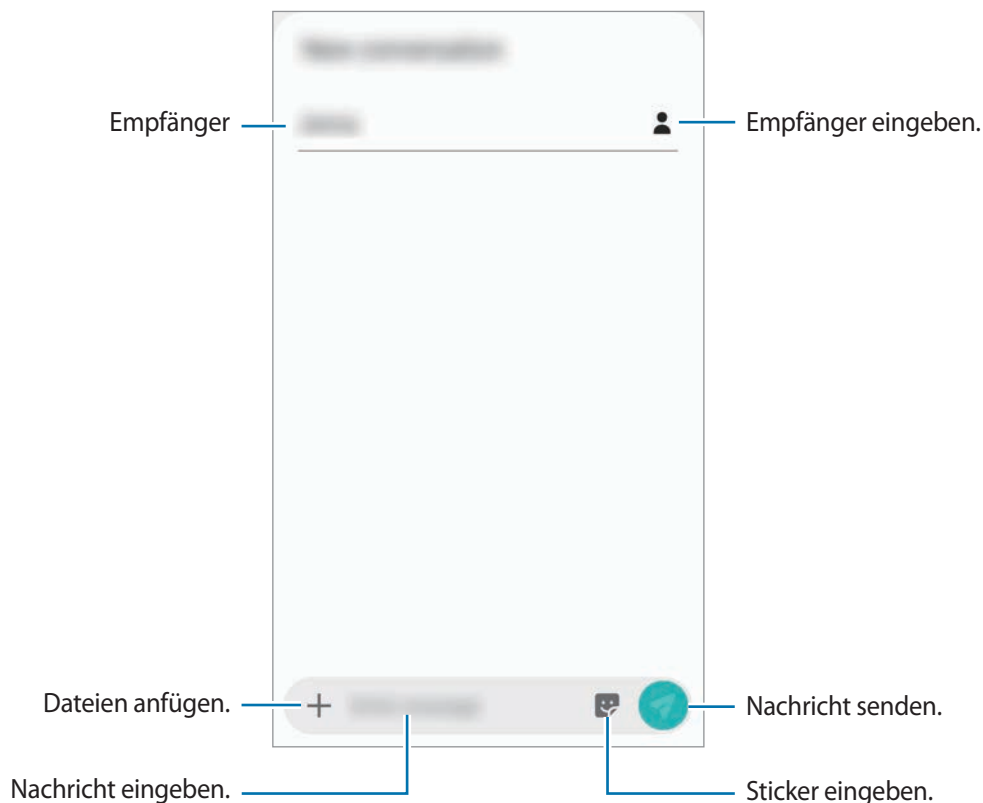 Empfänger
Empfänger eingeben.
Dateien anfügen.
Nachricht senden.
Nachricht eingeben.
Sticker eingeben.